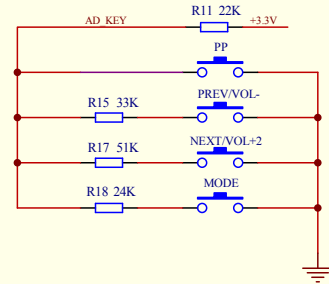 R11 22K
AD_KEY +3.3V
PP
R15 33K PREV/VOL-
R17 51K NEXT/VOL+2
R18 24K MODE